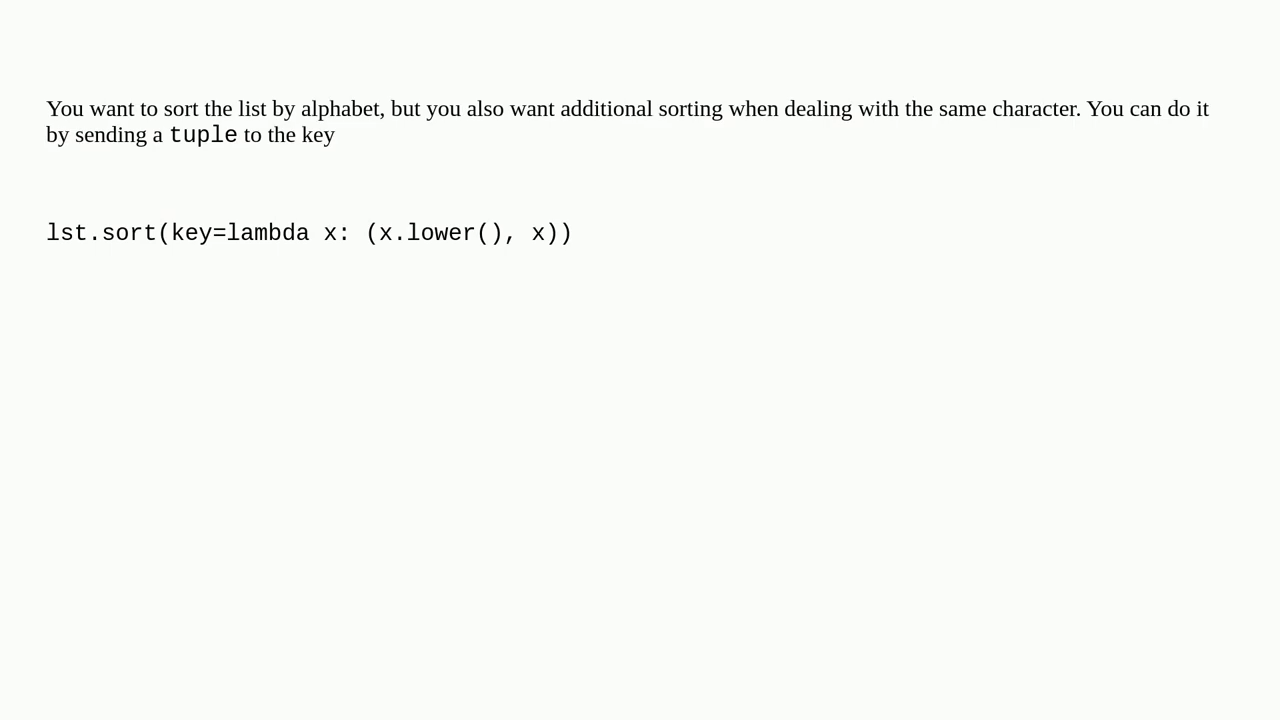 You want to sort the list by alphabet, but you also want additional sorting when dealing with the same character. You can do it
by sending a tuple to the key
lst.sort(key=lambda x: (x.lower(), x))